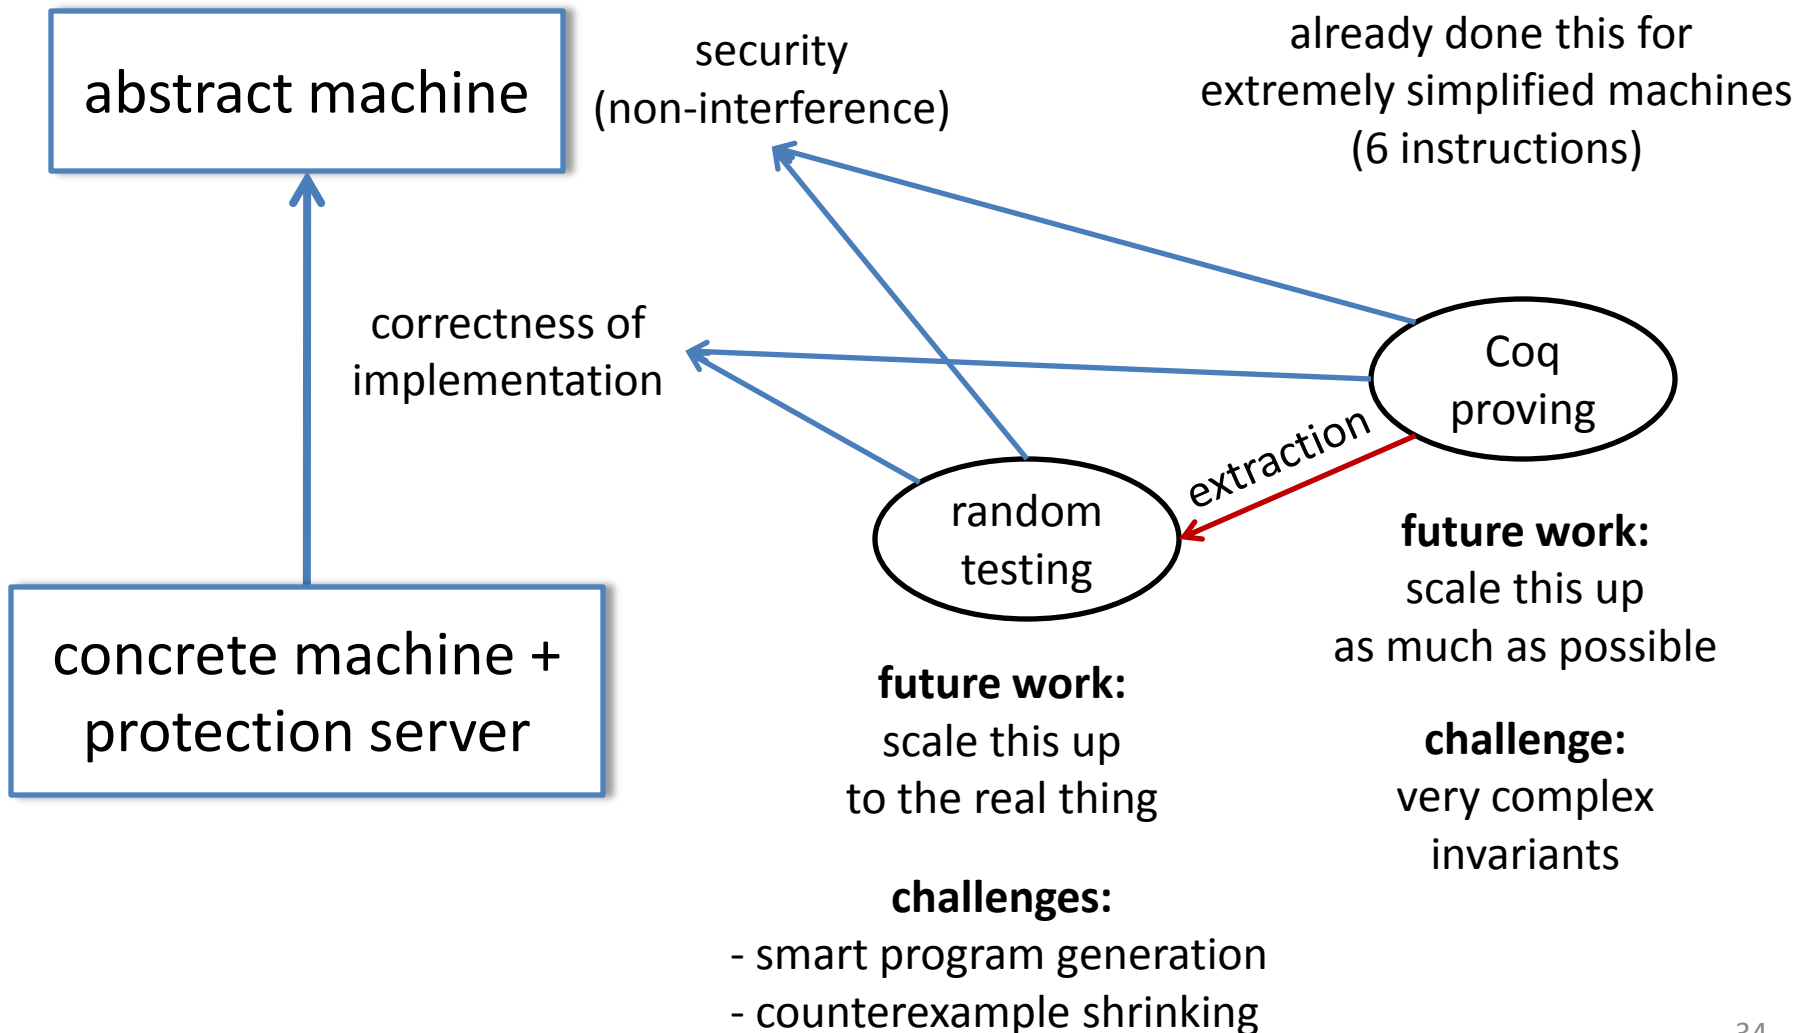 abstract machine
security
(non-interference)
already done this for
extremely simplified machines
(6 instructions)
correctness of
implementation
Coq
proving
extraction
random
testing
concrete machine +
protection server
future work:
scale this up
to the real thing
challenges:
- smart program generation
- counterexample shrinking
future work:
scale this up
as much as possible
challenge:
very complex
invariants
34